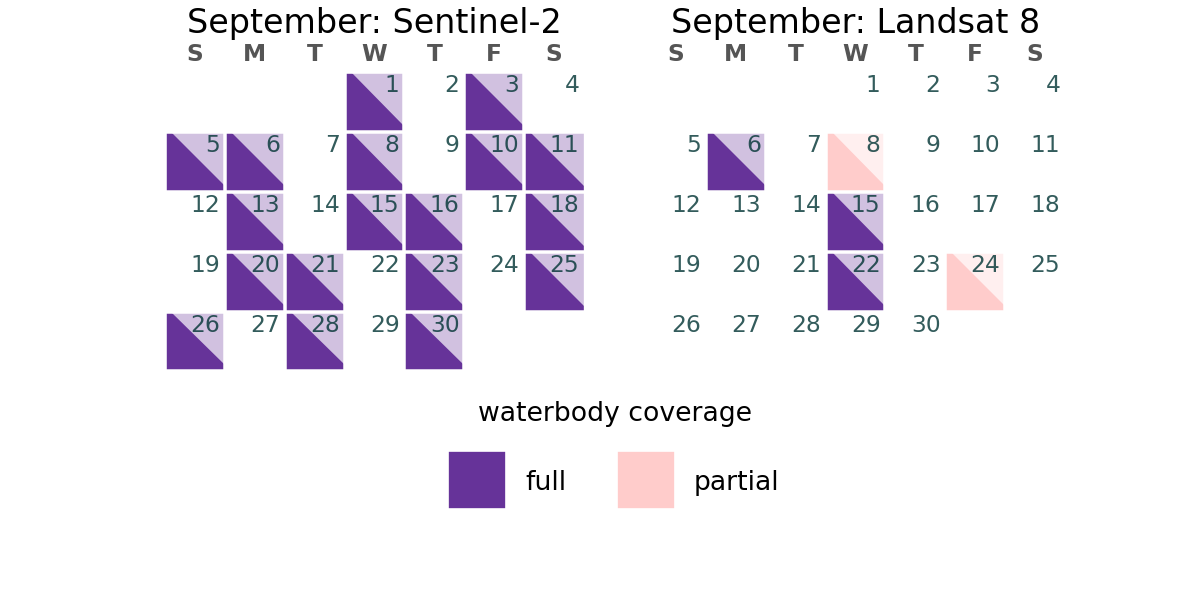 September: Sentinel-2
S M T W T F S
1 2 3 4
5 6 7 8 9 10 11
12 13 14 15 16 17 18
19 20 21 22 23 24 25
26 27 28 29 30
September: Landsat 8
S M T W T F S
1 2 3 4
5 6 7 8 9 10 11
12 13 14 15 16 17 18
19 20 21 22 23 24 25
26 27 28 29 30
waterbody coverage
full partial